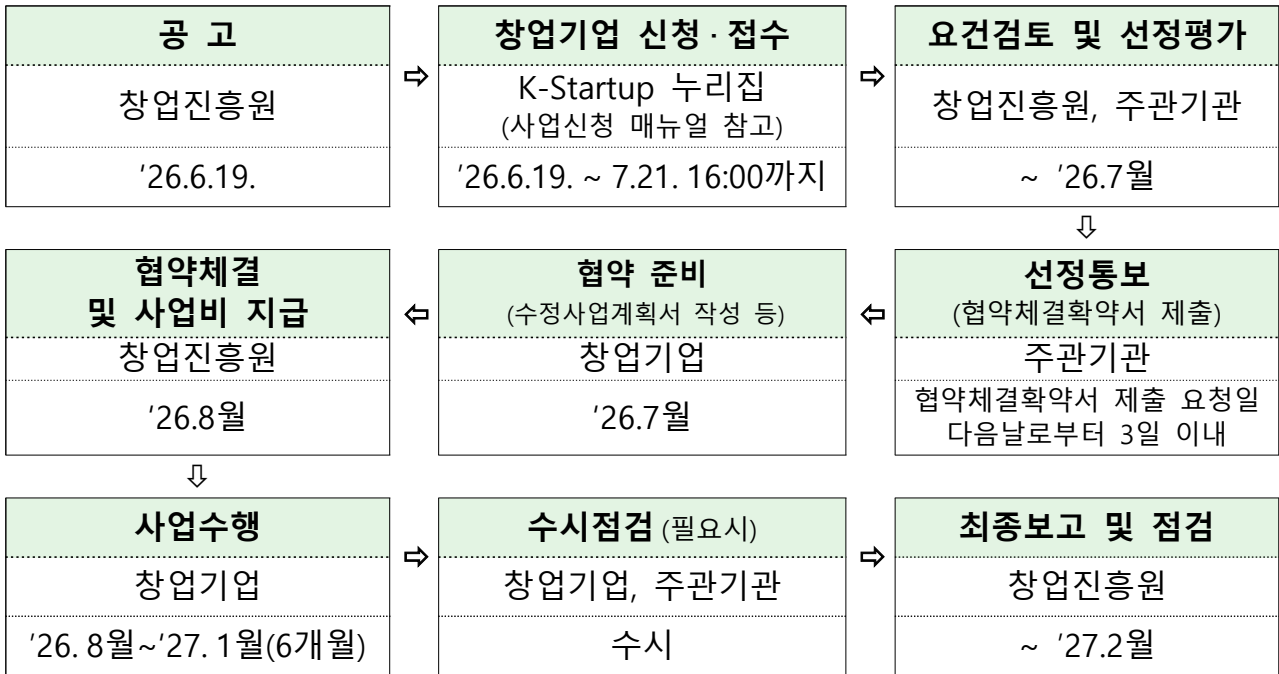 공 고
창업진흥원
'26.6.19.
⇨
창업기업 신청·접수
K-Startup 누리집
(사업신청 매뉴얼 참고)
'26.6.19. ~ 7.21. 16:00까지
⇨
요건검토 및 선정평가
창업진흥원, 주관기관
~ '26.7월
⇩
선정통보
(협약체결확약서 제출)
주관기관
협약체결확약서 제출 요청일
다음날로부터 3일 이내
⇦
협약 준비
(수정사업계획서 작성 등)
창업기업
'26.7월
⇦
협약체결
및 사업비 지급
창업진흥원
'26.8월
⇩
사업수행
창업기업
'26. 8월~'27. 1월(6개월)
⇨
수시점검 (필요시)
창업기업, 주관기관
수시
⇨
최종보고 및 점검
창업진흥원
~ '27.2월